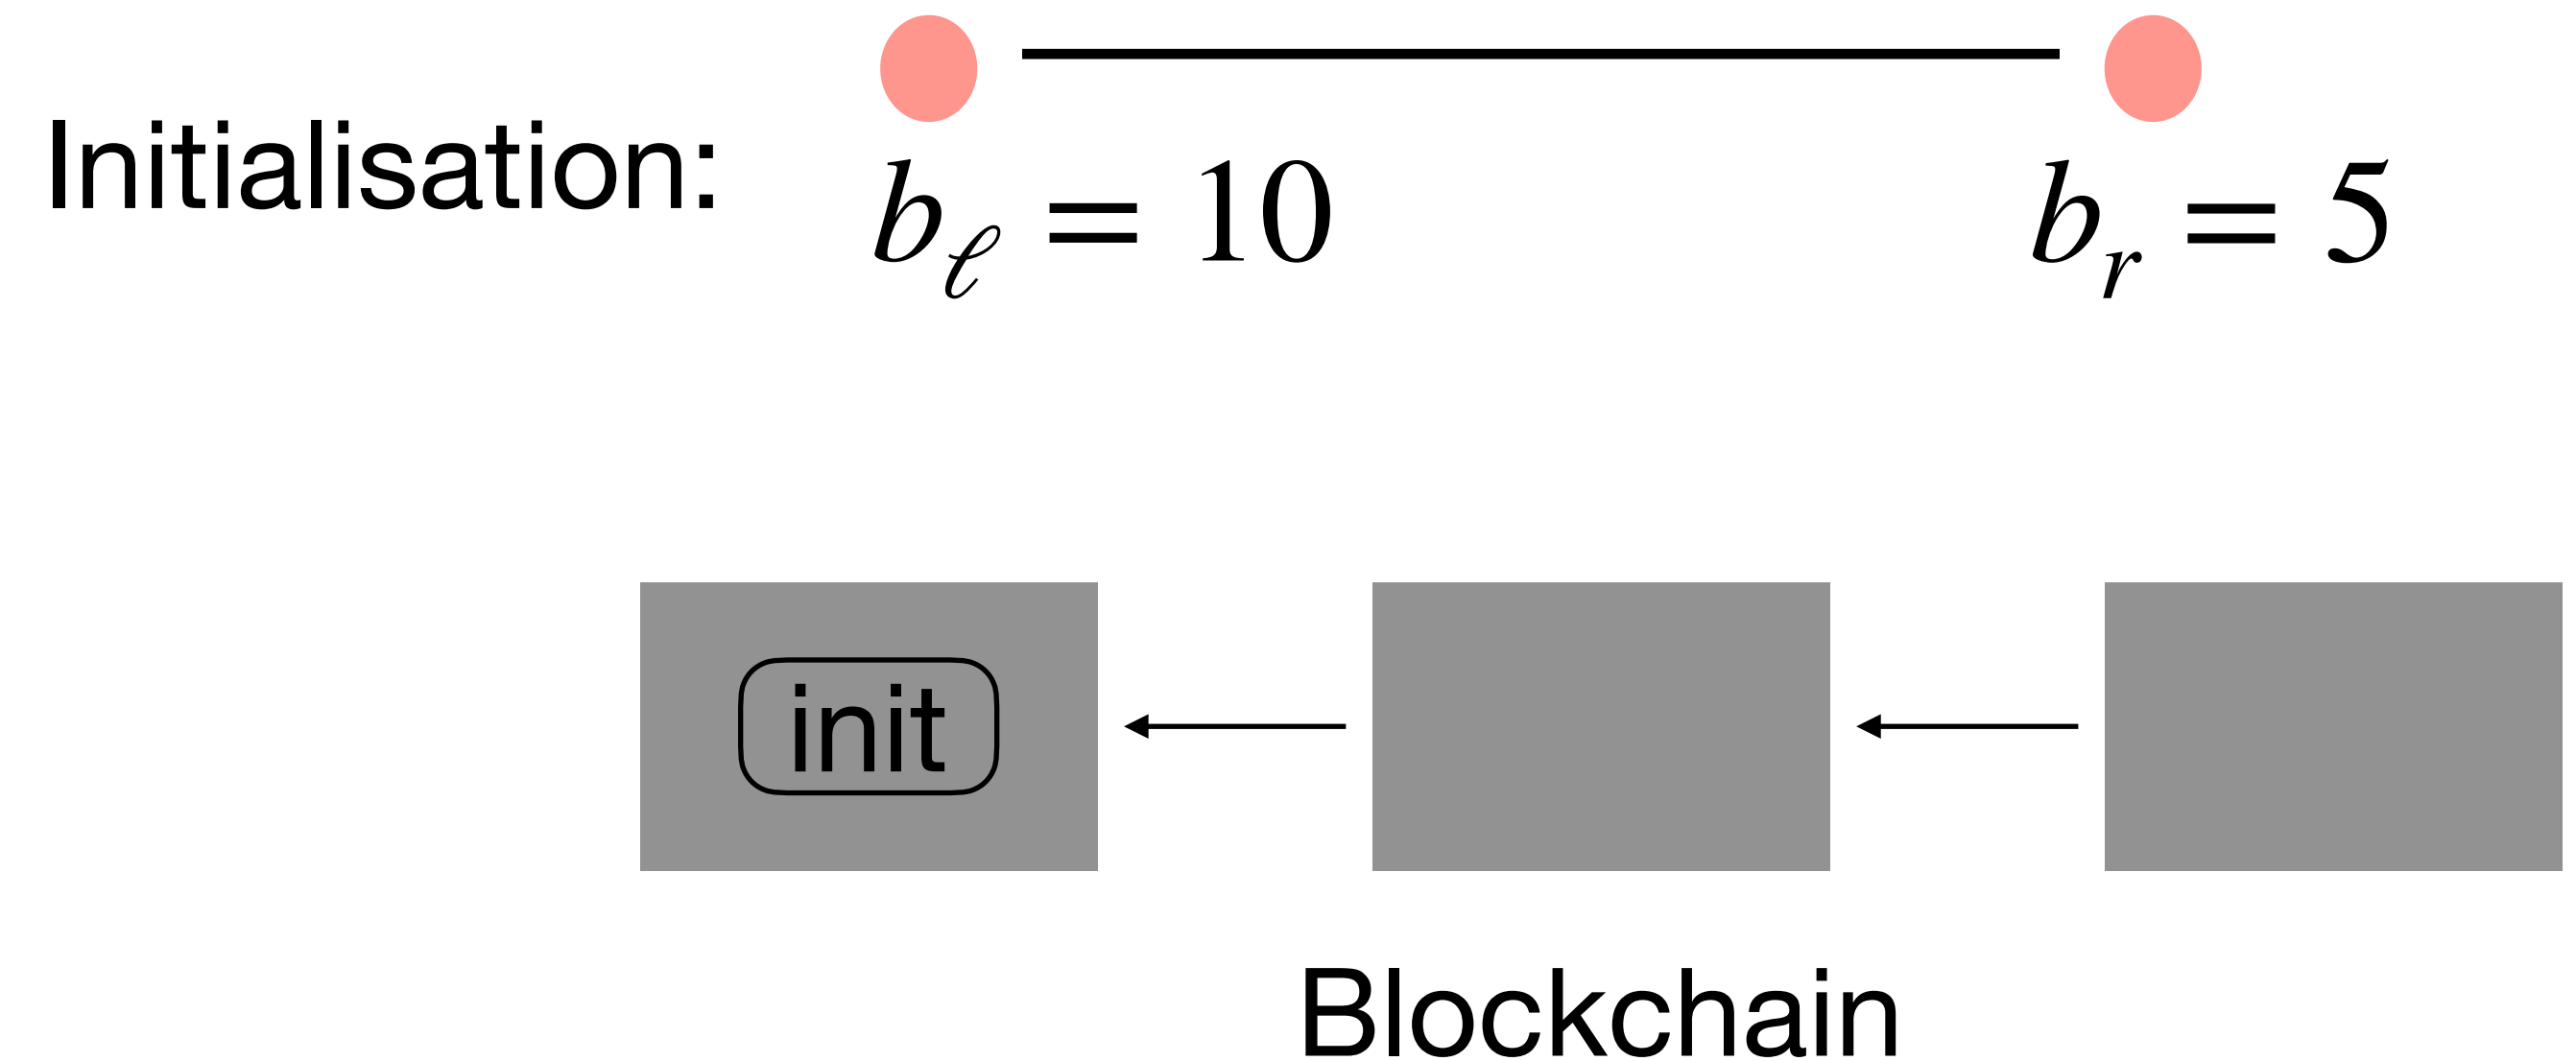 Initialisation:
b_ℓ = 10
b_r = 5
init
Blockchain